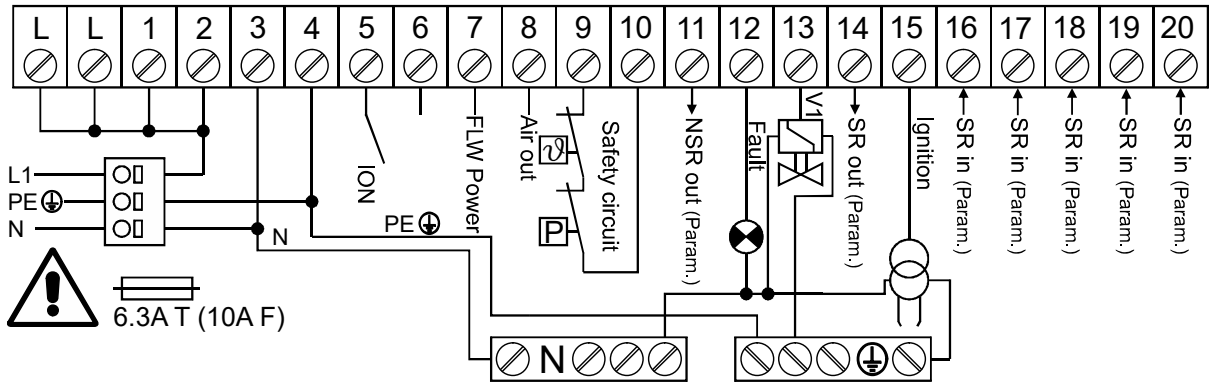 L L 1 2 3 4 5 6 7 8 9 10 11 12 13 14 15 16 17 18 19 20
L1
PE
N
N
6.3A T (10A F)
ION
PE
FLW Power
Air out
ϑ
P
Safety circuit
NSR out (Param.)
Fault
V1
SR out (Param.)
Ignition
SR in (Param.)
SR in (Param.)
SR in (Param.)
SR in (Param.)
SR in (Param.)
N